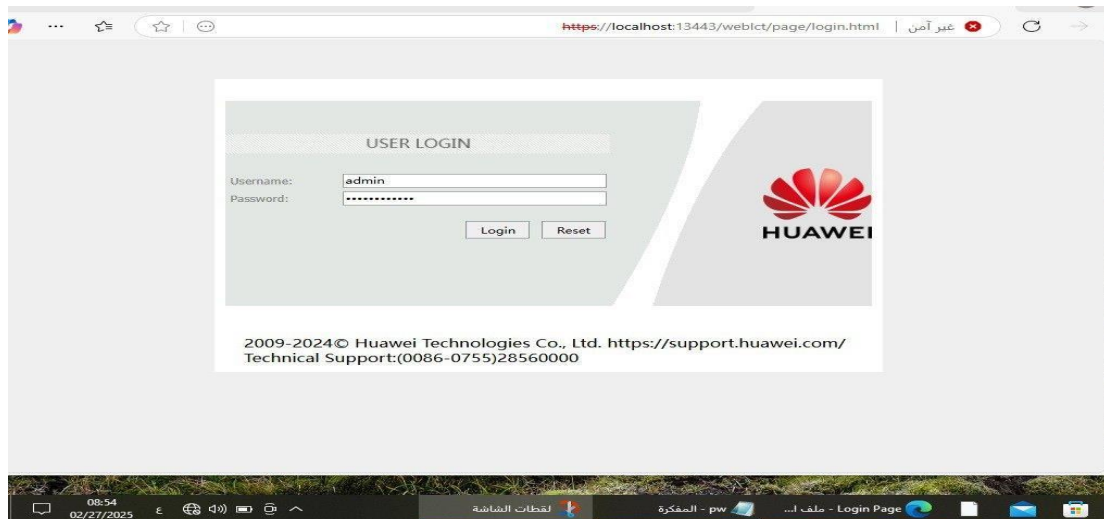 https://localhost:13443/webIct/page/login.html | غير آمن
USER LOGIN
Username: admin
Password: ••••••••••••
Login Reset
HUAWEI
2009-2024© Huawei Technologies Co., Ltd. https://support.huawei.com/
Technical Support:(0086-0755)28560000
08:54
02/27/2025
ع
لقطات الشاشة
pw - المفكرة
Login Page - ملف ا...